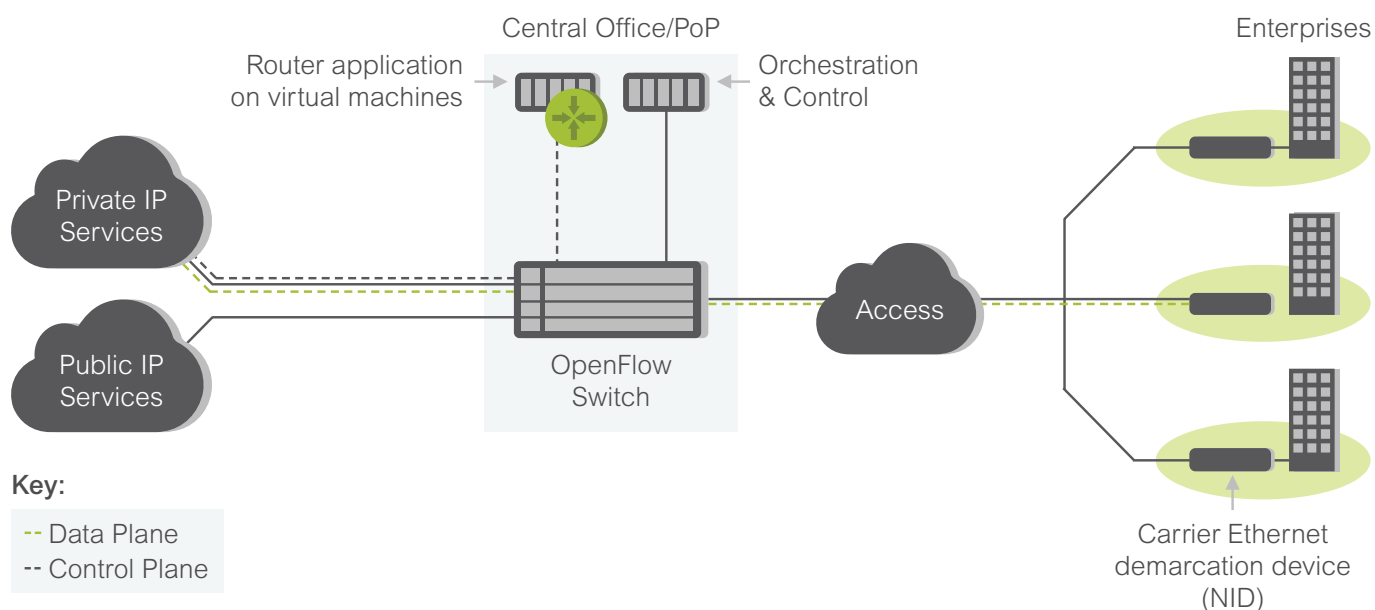 Central Office/PoP
Enterprises
Router application
on virtual machines
Orchestration
& Control
Private IP
Services
Public IP
Services
OpenFlow
Switch
Access
Key:
Data Plane
Control Plane
Carrier Ethernet
demarcation device
(NID)